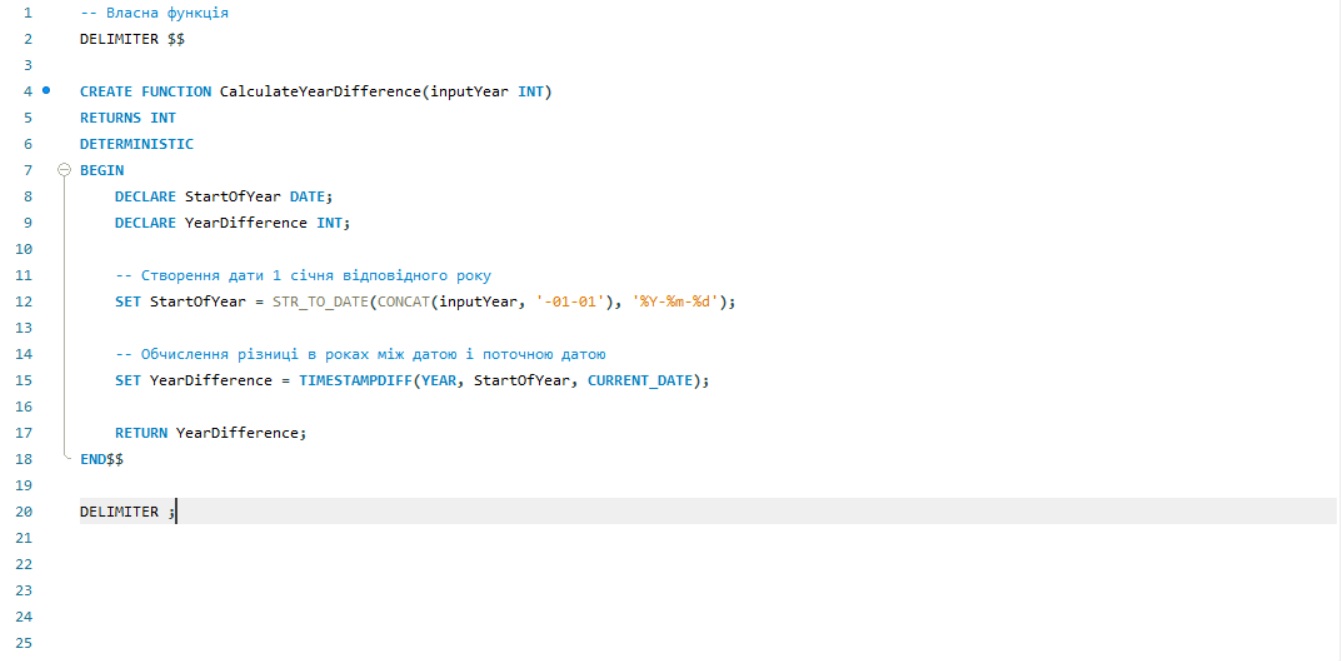 1 -- Власна функція
2 DELIMITER $$
3
4 CREATE FUNCTION CalculateYearDifference(inputYear INT)
5 RETURNS INT
6 DETERMINISTIC
7 BEGIN
8 DECLARE StartOfYear DATE;
9 DECLARE YearDifference INT;
10
11 -- Створення дати 1 січня відповідного року
12 SET StartOfYear = STR_TO_DATE(CONCAT(inputYear, '-01-01'), '%Y-%m-%d');
13
14 -- Обчислення різниці в роках між датою і поточною датою
15 SET YearDifference = TIMESTAMPDIFF(YEAR, StartOfYear, CURRENT_DATE);
16
17 RETURN YearDifference;
18 END$$
19
20 DELIMITER ;
21
22
23
24
25